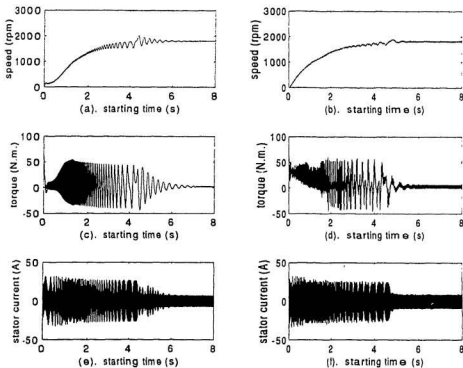 3000
2000
1000
0
speed (rpm)
0 2 4 6 8
(a). starting time (s)
3000
2000
1000
0
speed (rpm)
0 2 4 6 8
(b). starting time (s)
100
50
0
-50
torque (N.m.)
0 2 4 6 8
(c). starting time (s)
100
50
0
-50
torque (N.m.)
0 2 4 6 8
(d). starting time (s)
50
0
-50
stator current (A)
0 2 4 6 8
(e). starting time (s)
50
0
-50
stator current (A)
0 2 4 6 8
(f). starting time (s)